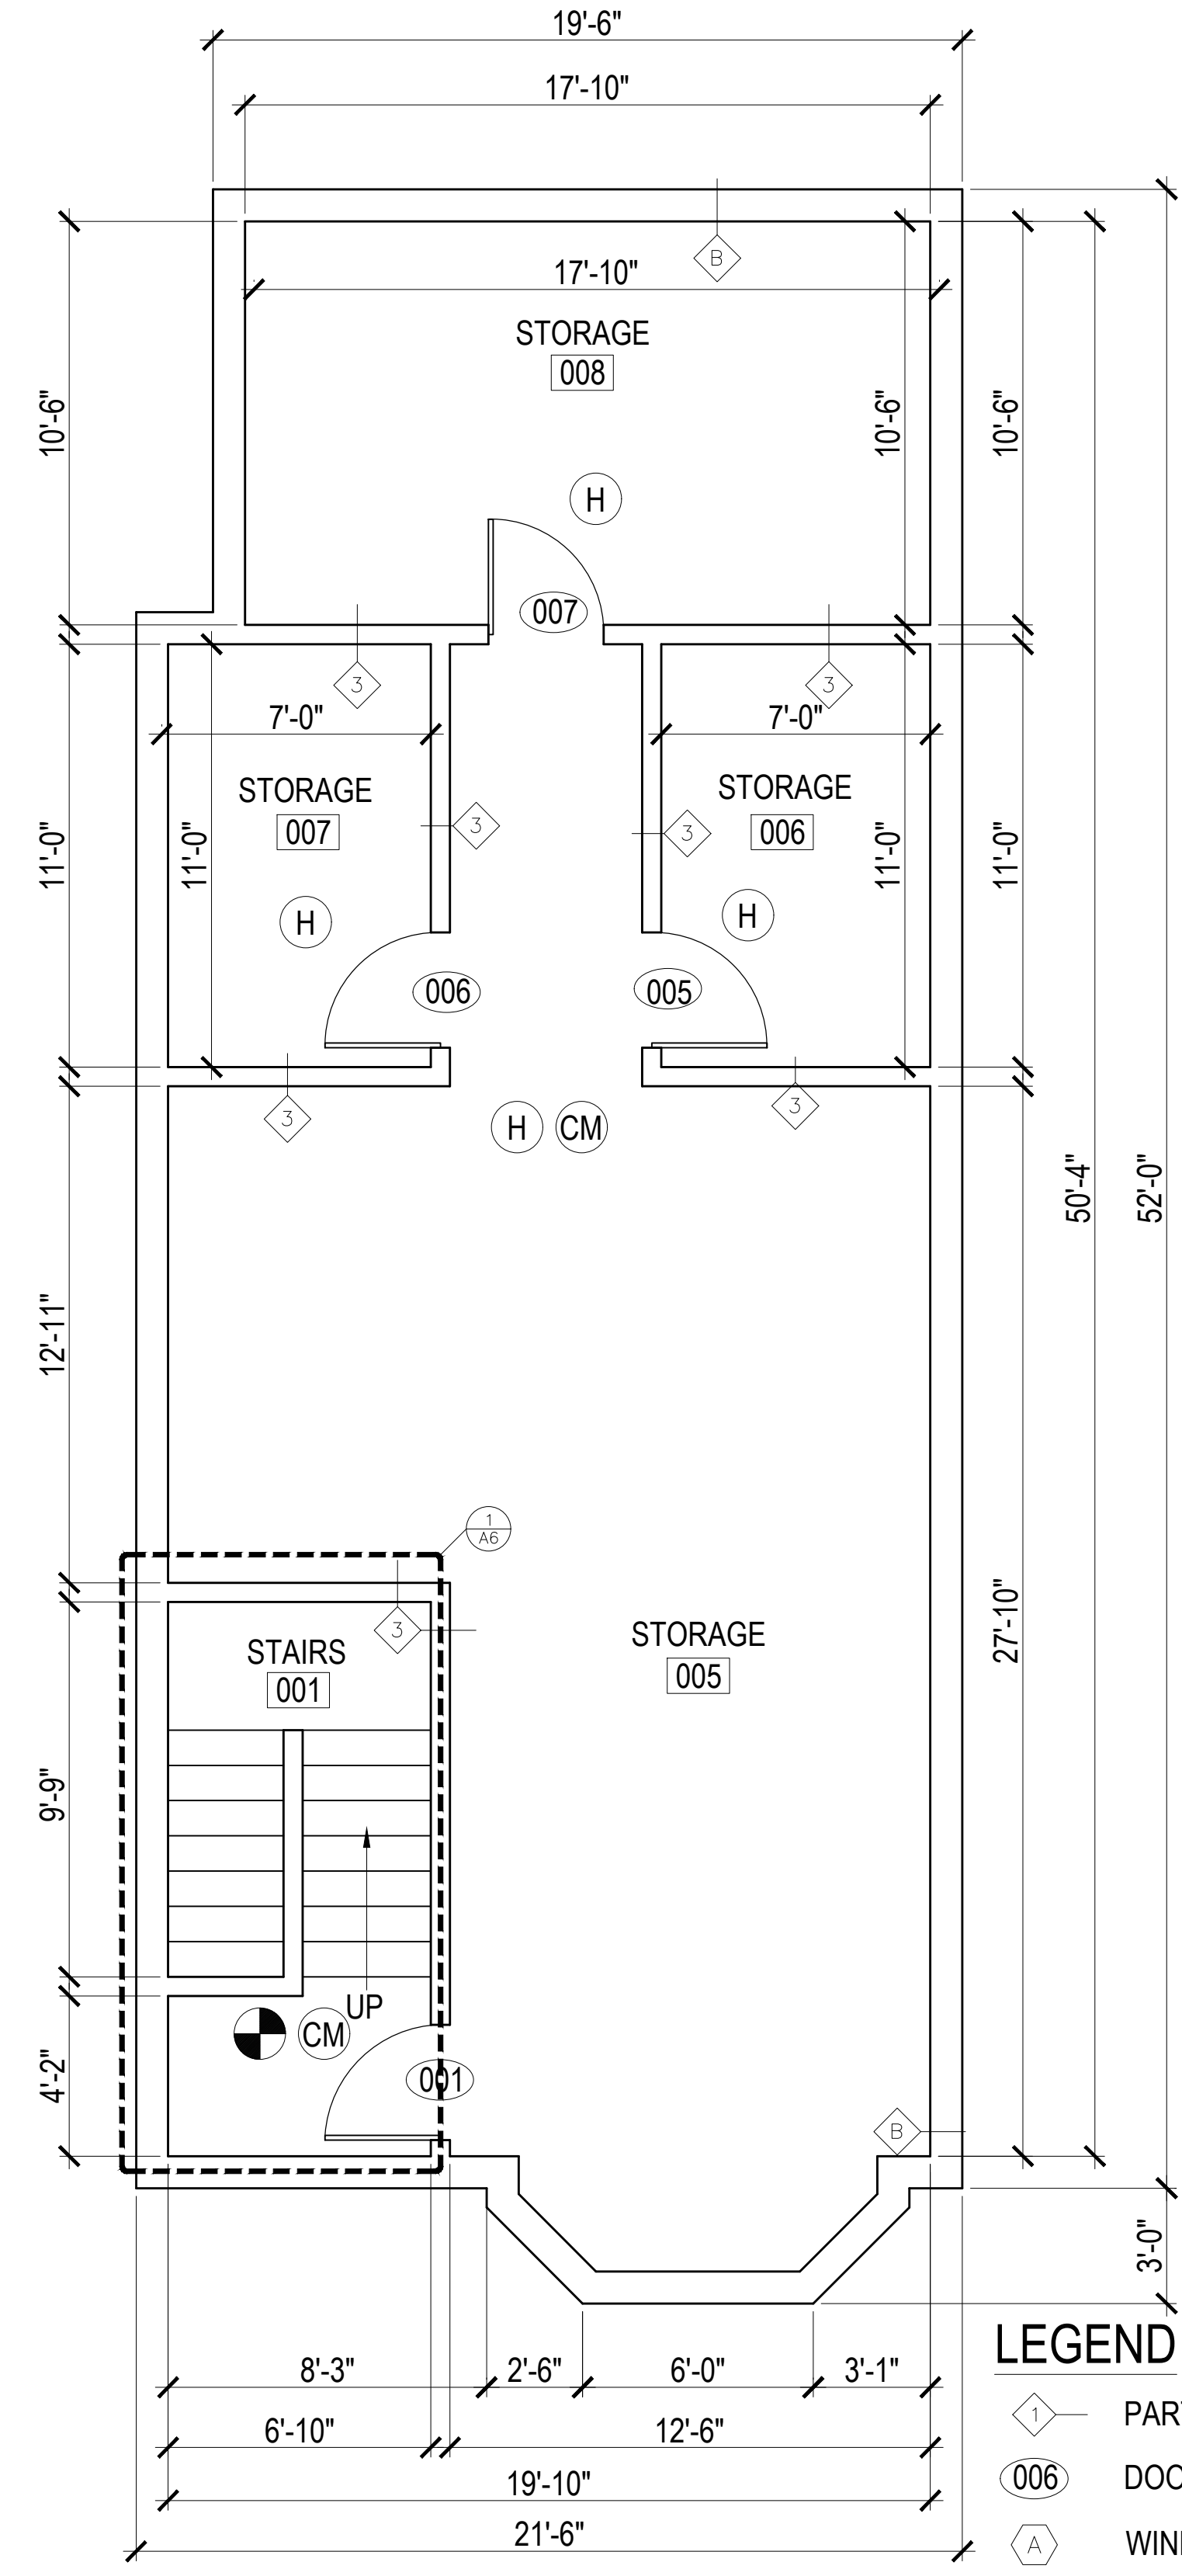 19'-6"
17'-10"
B
17'-10"
STORAGE
008
10'-6"
10'-6"
10'-6"
H
007
3
3
7'-0"
7'-0"
STORAGE
007
STORAGE
006
3
3
11'-0"
11'-0"
11'-0"
11'-0"
H
H
006
005
3
3
H
CM
50'-4"
52'-0"
12'-11"
1
A6
3
STORAGE
005
27'-10"
STAIRS
001
9'-9"
UP
CM
001
4'-2"
B
3'-0"
LEGEND
8'-3"
2'-6"
6'-0"
3'-1"
1
PAR
6'-10"
12'-6"
006
DOO
19'-10"
21'-6"
A
WIN